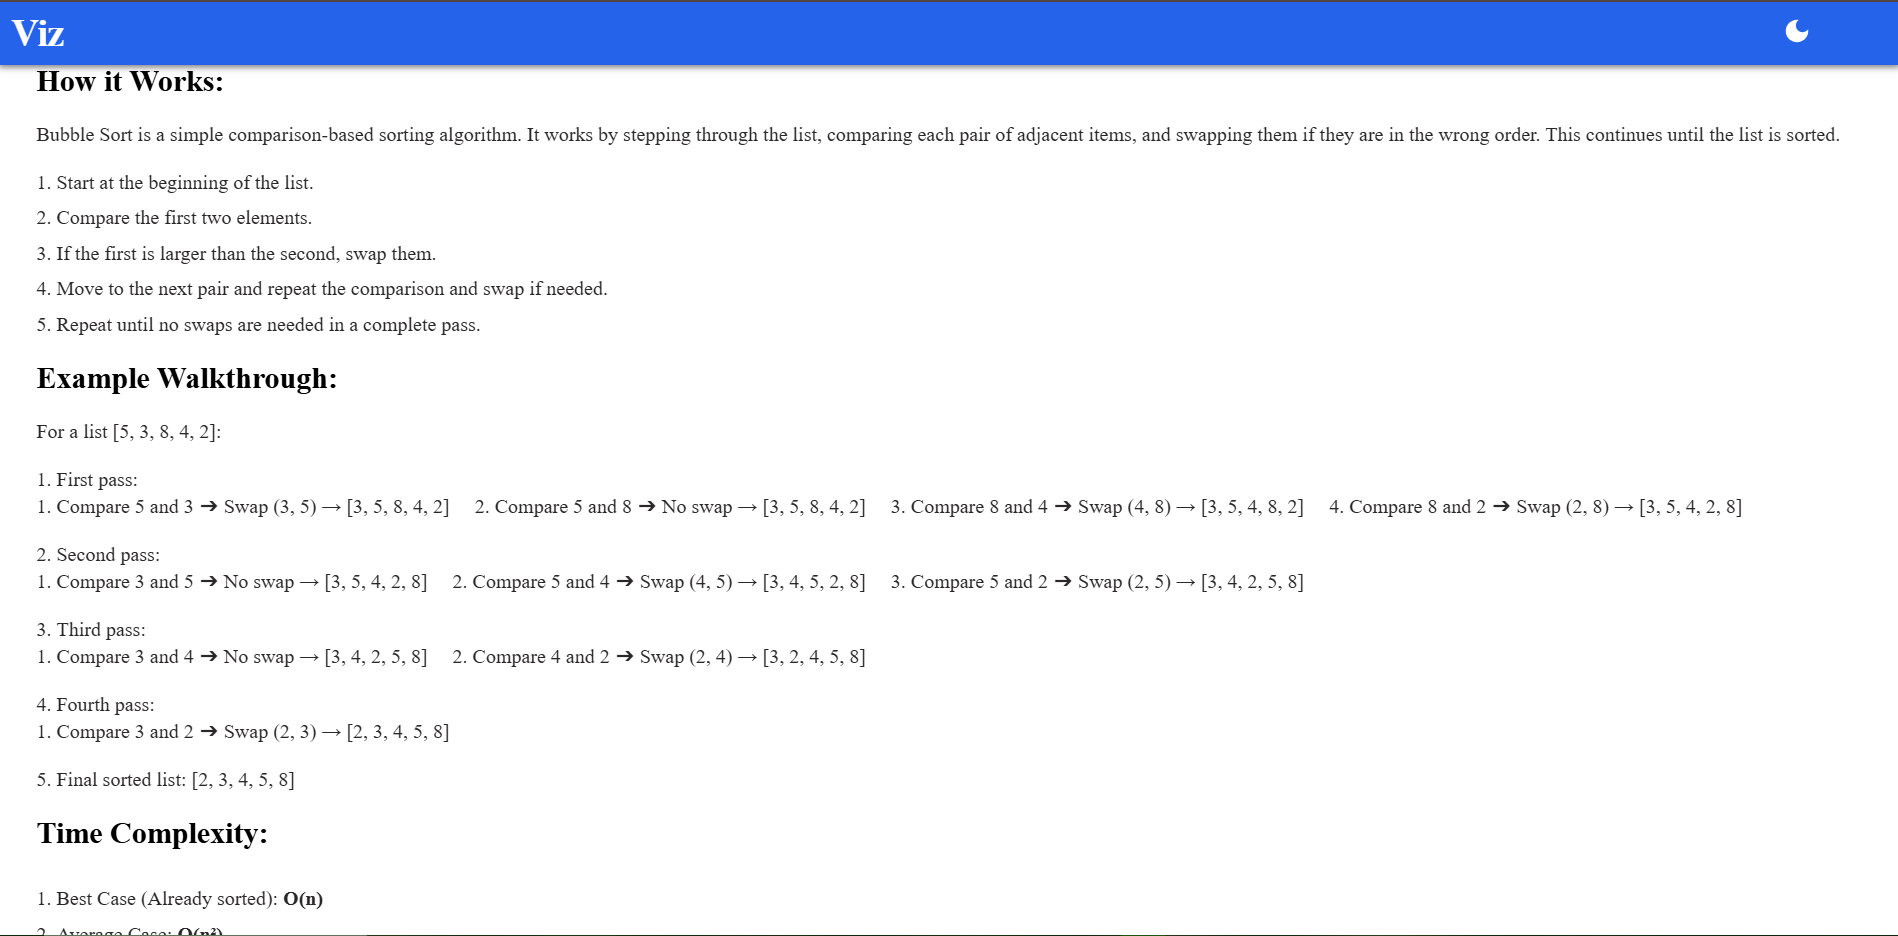 Viz
How it Works:
Bubble Sort is a simple comparison-based sorting algorithm. It works by stepping through the list, comparing each pair of adjacent items, and swapping them if they are in the wrong order. This continues until the list is sorted.
1. Start at the beginning of the list.
2. Compare the first two elements.
3. If the first is larger than the second, swap them.
4. Move to the next pair and repeat the comparison and swap if needed.
5. Repeat until no swaps are needed in a complete pass.
Example Walkthrough:
For a list [5, 3, 8, 4, 2]:
1. First pass:
1. Compare 5 and 3 ➔ Swap (3, 5) → [3, 5, 8, 4, 2] 2. Compare 5 and 8 ➔ No swap → [3, 5, 8, 4, 2] 3. Compare 8 and 4 ➔ Swap (4, 8) → [3, 5, 4, 8, 2] 4. Compare 8 and 2 ➔ Swap (2, 8) → [3, 5, 4, 2, 8]
2. Second pass:
1. Compare 3 and 5 ➔ No swap → [3, 5, 4, 2, 8] 2. Compare 5 and 4 ➔ Swap (4, 5) → [3, 4, 5, 2, 8] 3. Compare 5 and 2 ➔ Swap (2, 5) → [3, 4, 2, 5, 8]
3. Third pass:
1. Compare 3 and 4 ➔ No swap → [3, 4, 2, 5, 8] 2. Compare 4 and 2 ➔ Swap (2, 4) → [3, 2, 4, 5, 8]
4. Fourth pass:
1. Compare 3 and 2 ➔ Swap (2, 3) → [2, 3, 4, 5, 8]
5. Final sorted list: [2, 3, 4, 5, 8]
Time Complexity:
1. Best Case (Already sorted): O(n)
2. Average Case: O(n²)